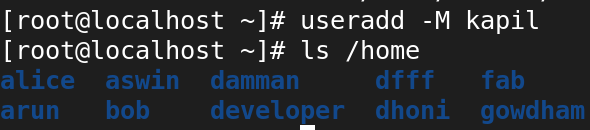 [root@localhost ~]# useradd -M kapil
[root@localhost ~]# ls /home
alice  aswin  damman     dfff   fab
arun   bob    developer  dhoni  gowdham